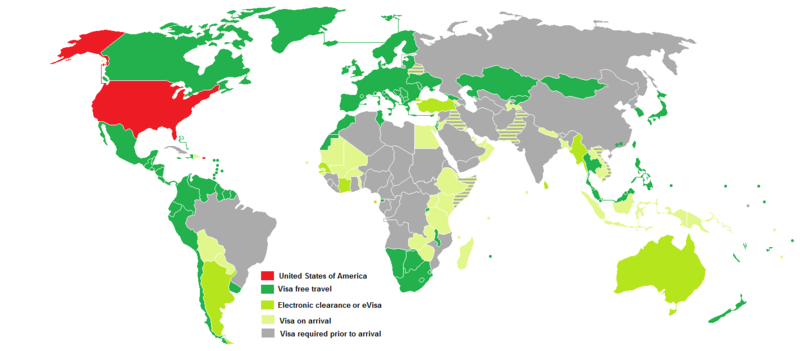 United States of America
Visa free travel
Electronic clearance or eVisa
Visa on arrival
Visa required prior to arrival